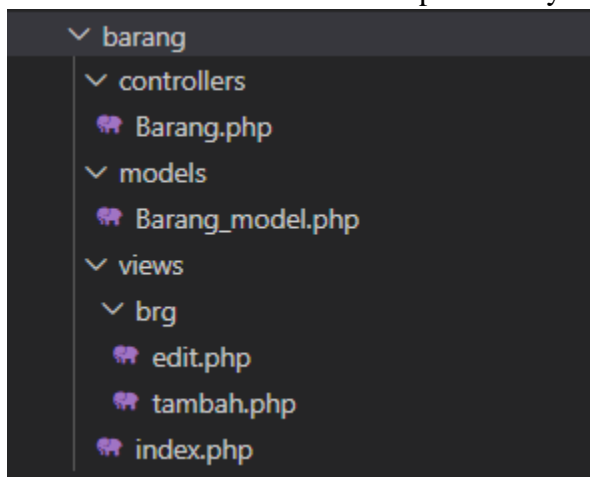 barang
controllers
Barang.php
models
Barang_model.php
views
brg
edit.php
tambah.php
index.php